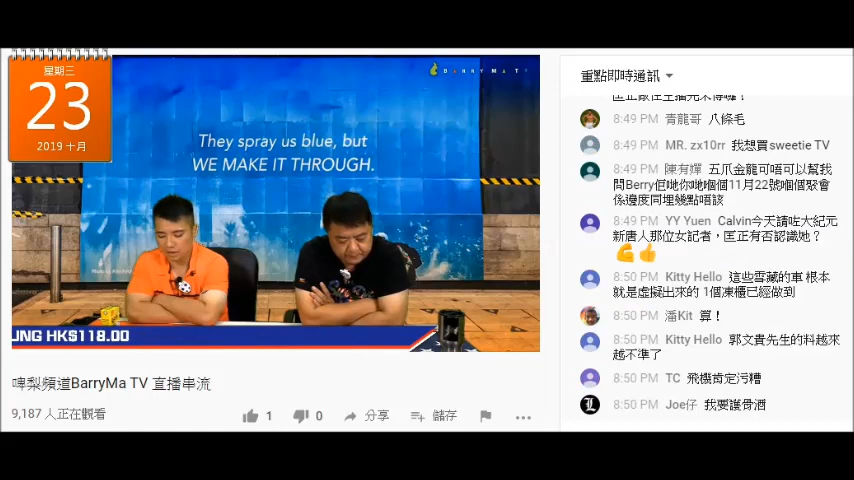 星期三
23
2019 十月
BARRY MA TV
They spray us blue, but
WE MAKE IT THROUGH.
UNG HK$118.00
啤梨頻道BarryMa TV 直播串流
9,187 人正在觀看
1
0
分享
儲存
重點即時通訊
8:49 PM 青龍哥 八條毛
8:49 PM MR. zx10rr 我想買 sweetie TV
8:49 PM 陳有嬋 五爪金龍可唔可以幫我
問Berry佢哋你哋嗰個11月22號嗰個聚會
係邊度同埋幾點唔該
8:49 PM YY Yuen Calvin今天請咗大紀元
新唐人那位女記者，匡正有否認識她？
8:50 PM Kitty Hello 這些雪藏的車 根本
就是虛擬出來的 1個凍櫃已經做到
8:50 PM 潘Kit 算！
8:50 PM Kitty Hello 郭文貴先生的料越來
越不準了
8:50 PM TC 飛機肯定污糟
8:50 PM Joe仔 我要護骨酒